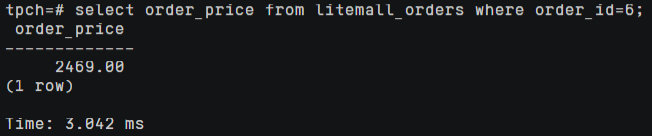 tpch=# select order_price from litemall_orders where order_id=6;
order_price
-------------
2469.00
(1 row)
Time: 3.042 ms